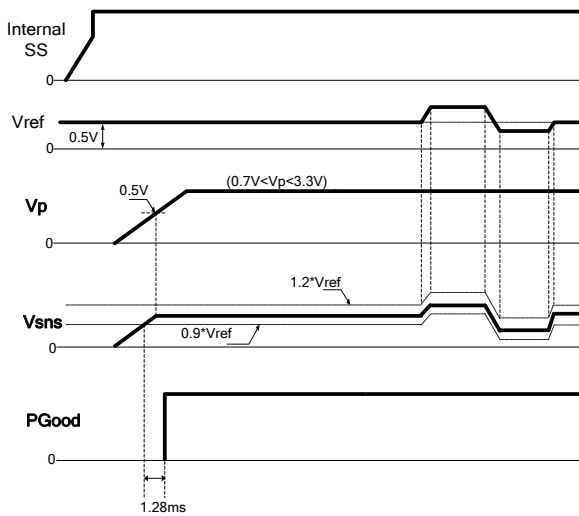 Internal
SS
0
Vref
0.5V
0
0.5V
(0.7V<Vp<3.3V)
Vp
0
1.2*Vref
Vsns
0.9*Vref
0
PGood
0
1.28ms